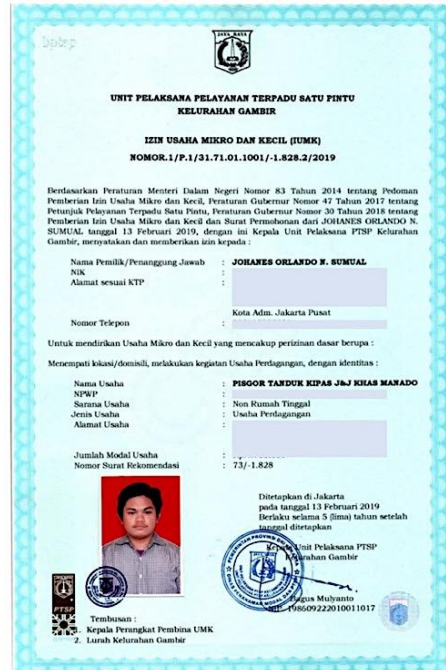 JAYA RAYA
UNIT PELAKSANA PELAYANAN TERPADU SATU PINTU
KELURAHAN GAMBIR
IZIN USAHA MIKRO DAN KECIL (IUMK)
NOMOR.1/P.1/31.71.01.1001/-1.828.2/2019
Berdasarkan Peraturan Menteri Dalam Negeri Nomor 83 Tahun 2014 tentang Pedoman
Pemberian Izin Usaha Mikro dan Kecil, Peraturan Gubernur Nomor 47 Tahun 2017 tentang
Petunjuk Pelayanan Terpadu Satu Pintu, Peraturan Gubernur Nomor 30 Tahun 2018 tentang
Pemberian Izin Usaha Mikro dan Kecil dan Surat Permohonan dari JOHANES ORLANDO N.
SUMUAL tanggal 13 Februari 2019, dengan ini Kepala Unit Pelaksana PTSP Kelurahan
Gambir, menyatakan dan memberikan izin kepada :
Nama Pemilik/Penanggung Jawab : JOHANES ORLANDO N. SUMUAL
NIK :
Alamat sesuai KTP :
Kota Adm. Jakarta Pusat
Nomor Telepon :
Untuk mendirikan Usaha Mikro dan Kecil yang mencakup perizinan dasar berupa :
Menempati lokasi/domisili, melakukan kegiatan Usaha Perdagangan, dengan identitas :
Nama Usaha : PISGOR TANDUK KIPAS J&J KHAS MANADO
NPWP :
Sarana Usaha : Non Rumah Tinggal
Jenis Usaha : Usaha Perdagangan
Alamat Usaha :
Jumlah Modal Usaha :
Nomor Surat Rekomendasi : 73/-1.828
Ditetapkan di Jakarta
pada tanggal 13 Februari 2019
Berlaku selama 5 (lima) tahun setelah
tanggal ditetapkan
Kepala Unit Pelaksana PTSP
Kelurahan Gambir
Bagus Mulyanto
NIP. 198609222010011017
PTSP
Tembusan :
1. Kepala Perangkat Pembina UMK
2. Lurah Kelurahan Gambir